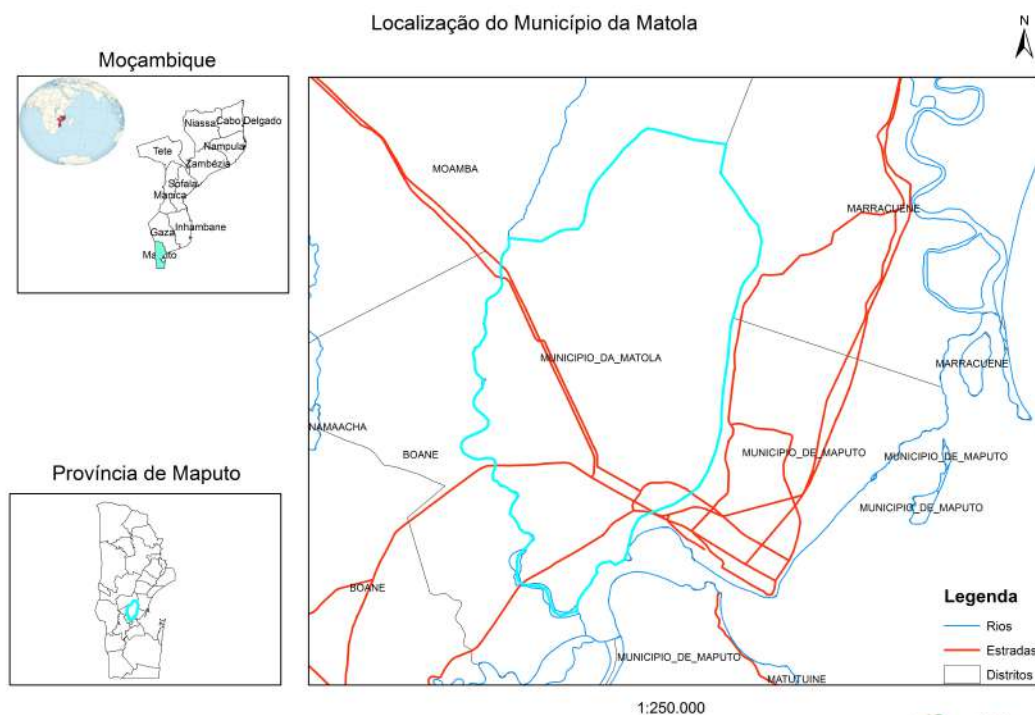 Localização do Município da Matola
N
Moçambique
Niassa
Cabo Delgado
Tete
Nampula
Zambézia
Sofala
Manica
Inhambane
Gaza
Maputo
Província de Maputo
MOAMBA
MARRACUENE
MUNICIPIO_DA_MATOLA
MARRACUENE
NAMAACHA
BOANE
MUNICIPIO_DE_MAPUTO
MUNICIPIO_DE_MAPUTO
MUNICIPIO_DE_MAPUTO
BOANE
MUNICIPIO_DE_MAPUTO
MATUTUINE
Legenda
Rios
Estradas
Distritos
1:250.000